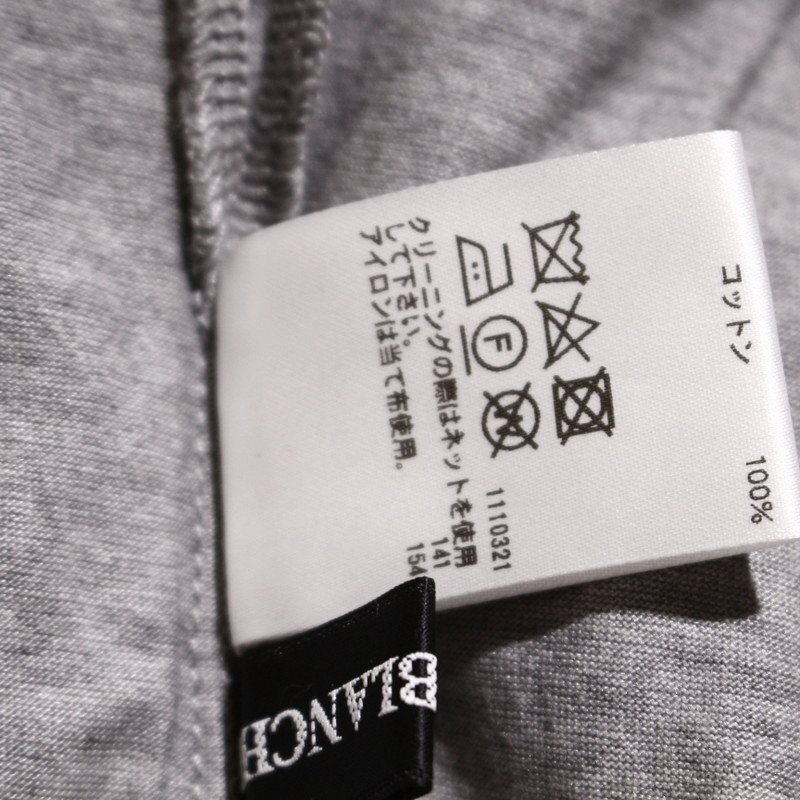 コットン 100%
F
W
クリーニングの際はネットを使用
して下さい。
アイロンは当て布使用。
1110321
141
154
BLANCH